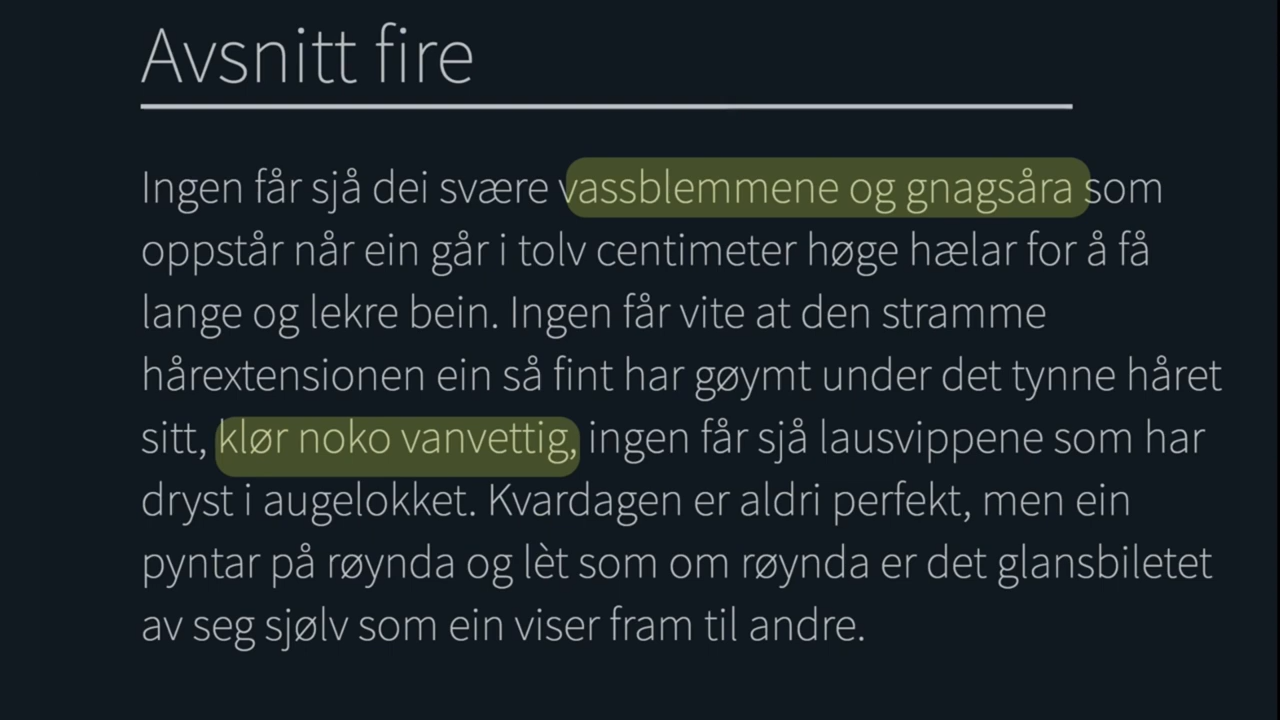 Avsnitt fire
Ingen får sjå dei svære vassblemmene og gnagsåra som
oppstår når ein går i tolv centimeter høge hælar for å få
lange og lekre bein. Ingen får vite at den stramme
hårextensionen ein så fint har gøymt under det tynne håret
sitt, klør noko vanvettig, ingen får sjå lausvippene som har
dryst i augelokket. Kvardagen er aldri perfekt, men ein
pyntar på røynda og lèt som om røynda er det glansbiletet
av seg sjølv som ein viser fram til andre.